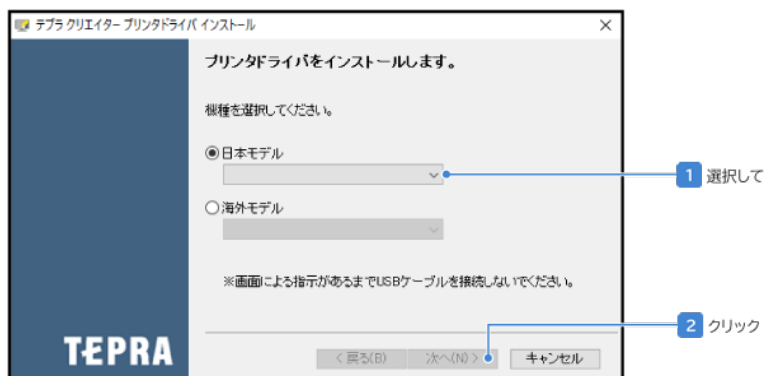 テプラ クリエイター プリンタドライバ インストール
プリンタドライバをインストールします。
機種を選択してください。
日本モデル
1 選択して
海外モデル
※画面による指示があるまでUSBケーブルを接続しないでください。
2 クリック
TEPRA
< 戻る(B) 次へ(N) > キャンセル